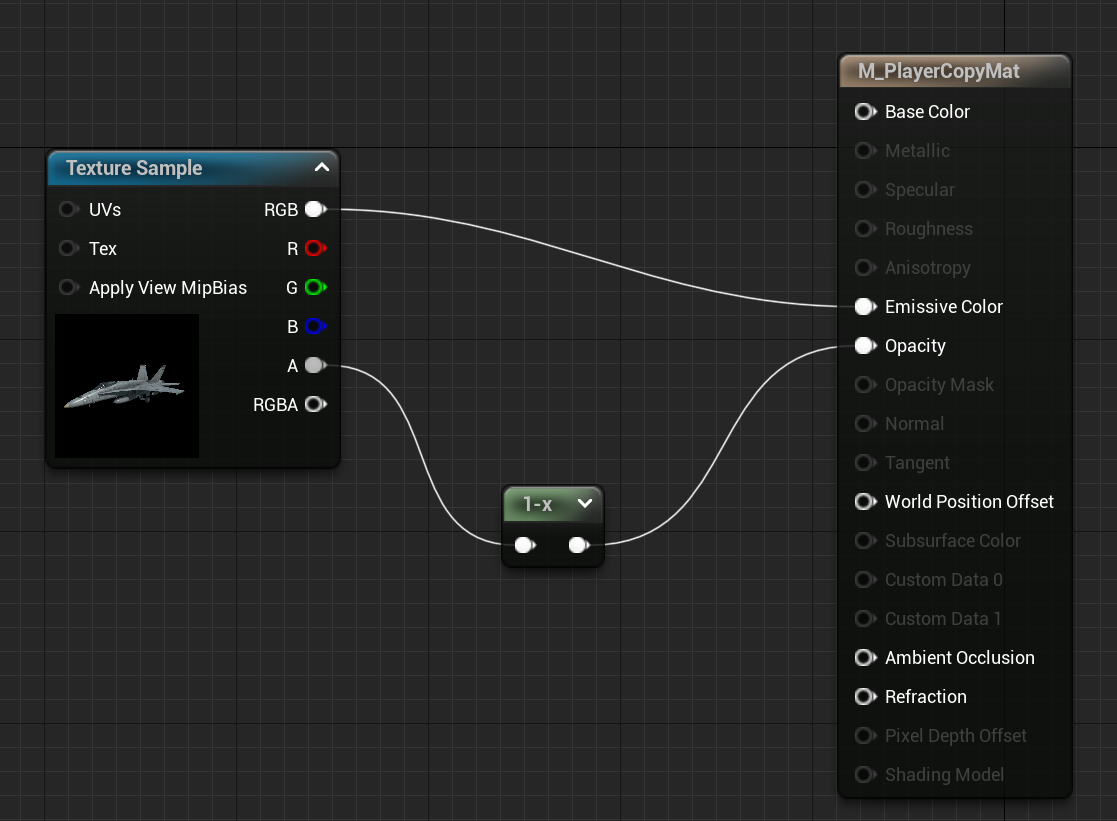 M_PlayerCopyMat
Base Color
Metallic
Specular
Roughness
Anisotropy
Emissive Color
Opacity
Opacity Mask
Normal
Tangent
World Position Offset
Subsurface Color
Custom Data 0
Custom Data 1
Ambient Occlusion
Refraction
Pixel Depth Offset
Shading Model
Texture Sample
UVs RGB
Tex R
Apply View MipBias G
B
A
RGBA
1-x